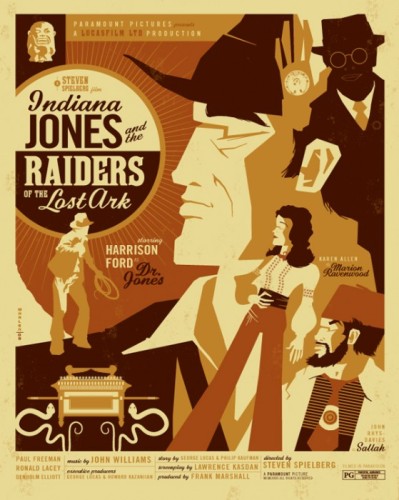 PARAMOUNT PICTURES presents
A LUCASFILM LTD PRODUCTION
A STEVEN
SPIELBERG film
Indiana
JONES and the
RAIDERS
OF THE Lost Ark
starring
HARRISON
FORD as
Dr.
Jones
KAREN ALLEN
Marion
Ravenwood
JOHN
RHYS-
DAVIES
Sallah
PAUL FREEMAN
RONALD LACEY
DENHOLM ELLIOTT
music by JOHN WILLIAMS
executive producers
GEORGE LUCAS & HOWARD KAZANJIAN
story by GEORGE LUCAS & PHILIP KAUFMAN
screenplay by LAWRENCE KASDAN
produced by FRANK MARSHALL
directed by
STEVEN SPIELBERG
A PARAMOUNT PICTURE
PG